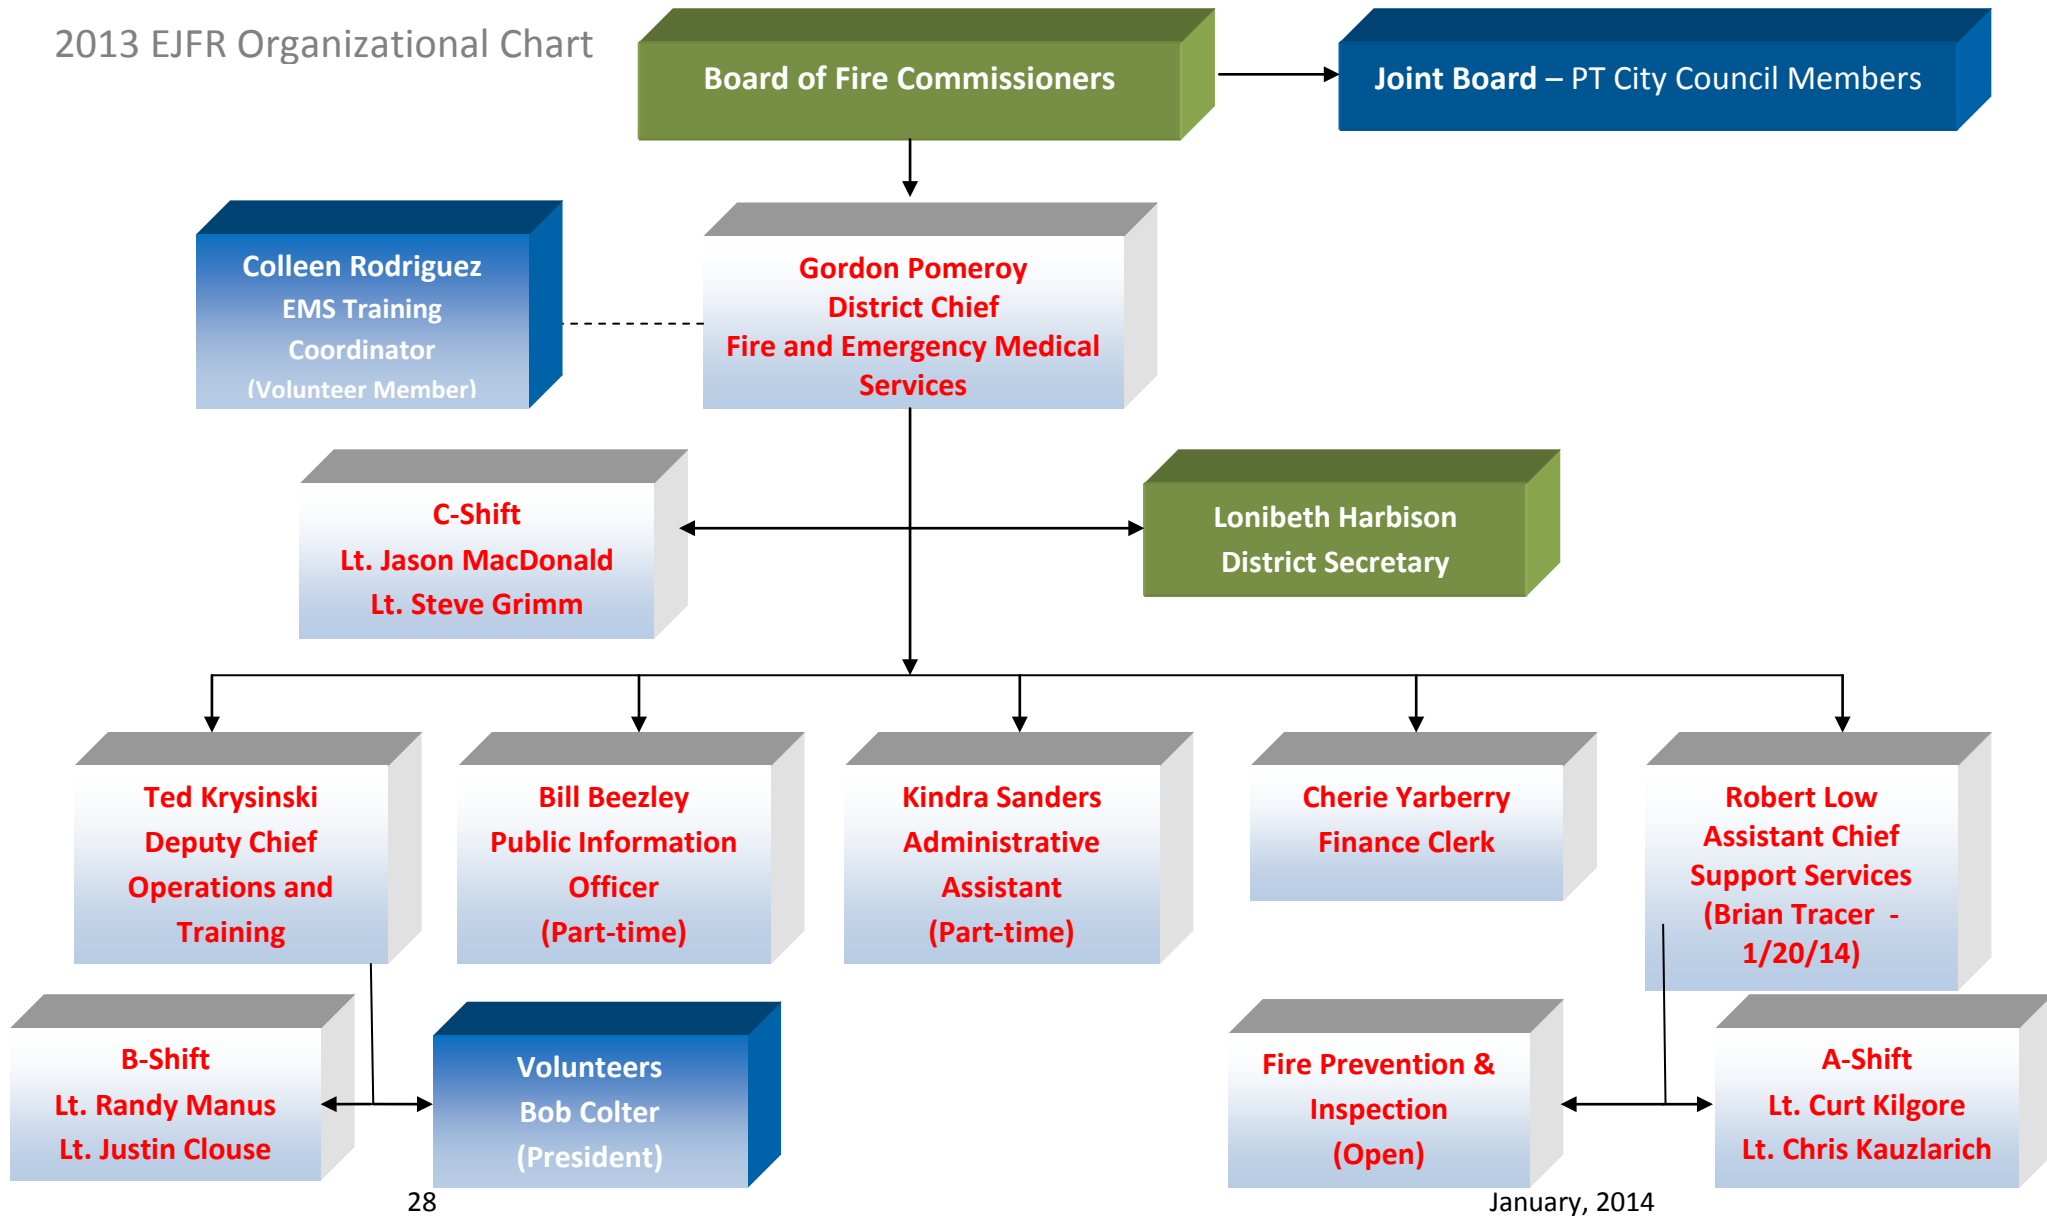 2013 EJFR Organizational Chart
Board of Fire Commissioners
Joint Board – PT City Council Members
Colleen Rodriguez
EMS Training
Coordinator
(Volunteer Member)
Gordon Pomeroy
District Chief
Fire and Emergency Medical
Services
C-Shift
Lt. Jason MacDonald
Lt. Steve Grimm
Lonibeth Harbison
District Secretary
Ted Krysinski
Deputy Chief
Operations and
Training
Bill Beezley
Public Information
Officer
(Part-time)
Kindra Sanders
Administrative
Assistant
(Part-time)
Cherie Yarberry
Finance Clerk
Robert Low
Assistant Chief
Support Services
(Brian Tracer -
1/20/14)
B-Shift
Lt. Randy Manus
Lt. Justin Clouse
Volunteers
Bob Colter
(President)
Fire Prevention &
Inspection
(Open)
A-Shift
Lt. Curt Kilgore
Lt. Chris Kauzlarich
28
January, 2014